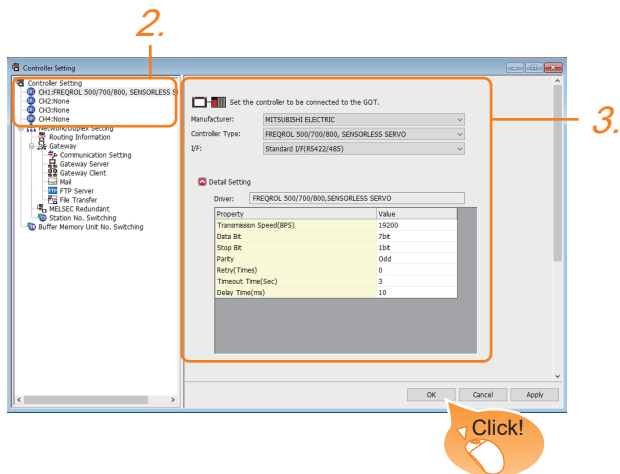 2.
Controller Setting
Controller Setting
CH1:FREQROL 500/700/800, SENSORLESS S
CH2:None
CH3:None
CH4:None
Network/Duplex Setting
Routing Information
Gateway
Communication Setting
Gateway Server
Gateway Client
Mail
FTP Server
File Transfer
MELSEC Redundant
Station No. Switching
Buffer Memory Unit No. Switching
Set the controller to be connected to the GOT.
Manufacturer: MITSUBISHI ELECTRIC
Controller Type: FREQROL 500/700/800, SENSORLESS SERVO
I/F: Standard I/F(RS422/485)
3.
Detail Setting
Driver: FREQROL 500/700/800,SENSORLESS SERVO
Property Value
Transmission Speed(BPS) 19200
Data Bit 7bit
Stop Bit 1bit
Parity Odd
Retry(Times) 0
Timeout Time(Sec) 3
Delay Time(ms) 10
OK Cancel Apply
Click!